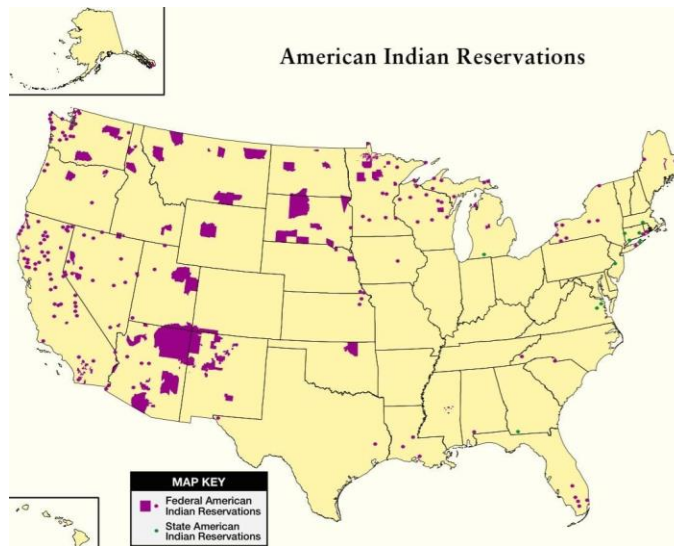 American Indian Reservations
MAP KEY
Federal American
Indian Reservations
State American
Indian Reservations